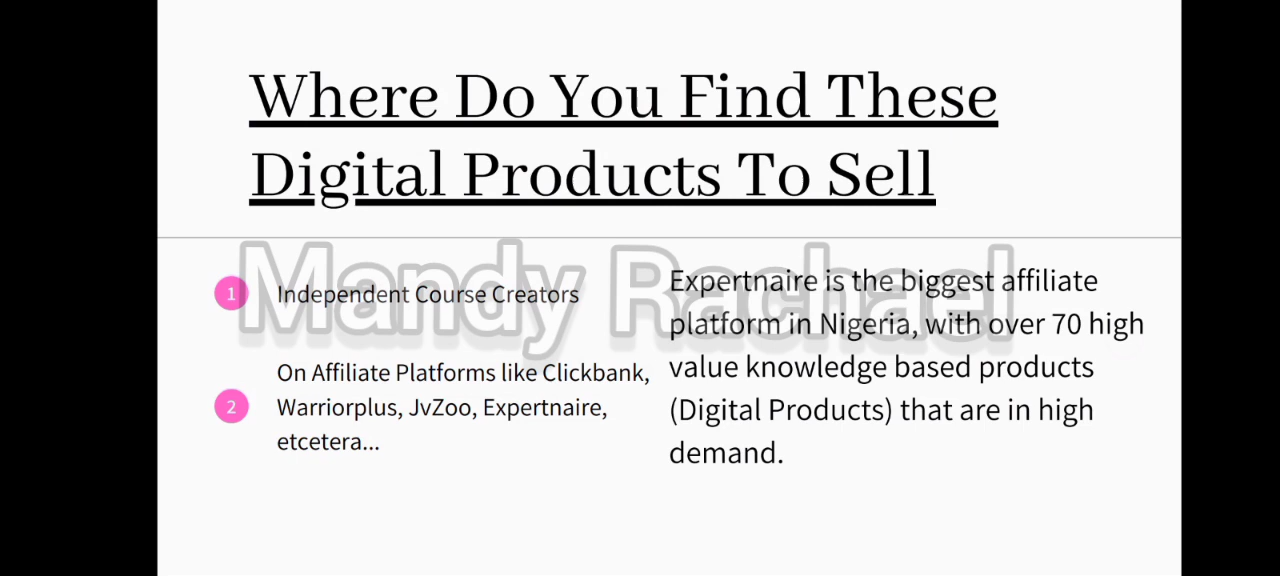 Where Do You Find These
Digital Products To Sell
Mandy Rachael
1
Independent Course Creators
2
On Affiliate Platforms like Clickbank,
Warriorplus, JvZoo, Expertnaire,
etcetera...
Expertnaire is the biggest affiliate
platform in Nigeria, with over 70 high
value knowledge based products
(Digital Products) that are in high
demand.